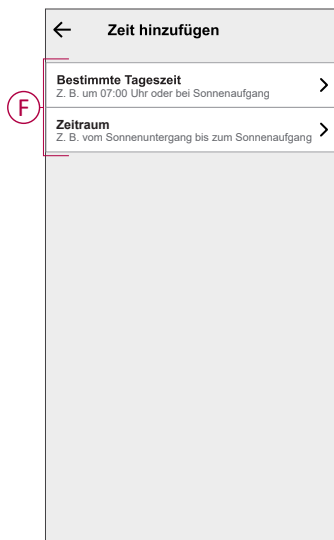 Zeit hinzufügen
Bestimmte Tageszeit
Z. B. um 07:00 Uhr oder bei Sonnenaufgang
F
Zeitraum
Z. B. vom Sonnenuntergang bis zum Sonnenaufgang